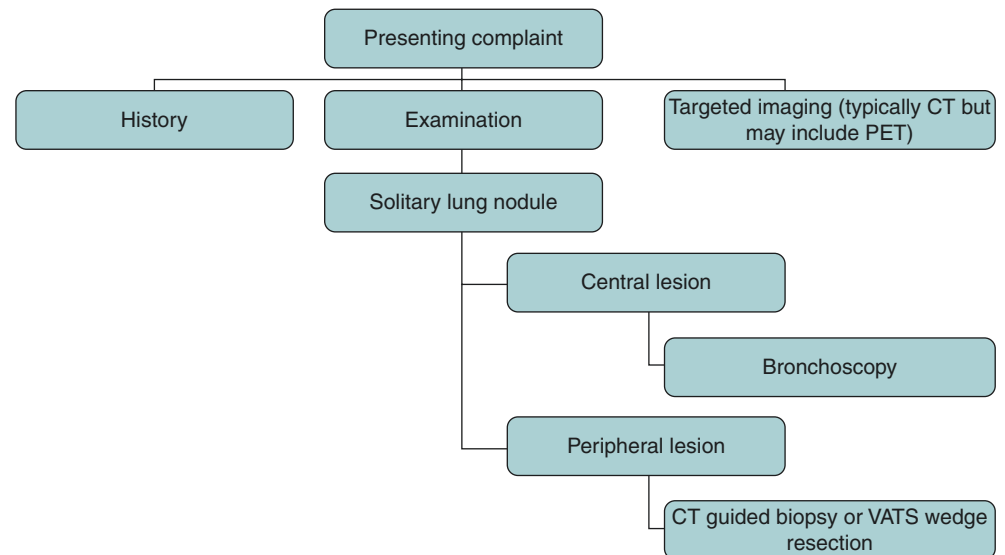 Presenting complaint
History
Examination
Targeted imaging (typically CT but
may include PET)
Solitary lung nodule
Central lesion
Bronchoscopy
Peripheral lesion
CT guided biopsy or VATS wedge
resection